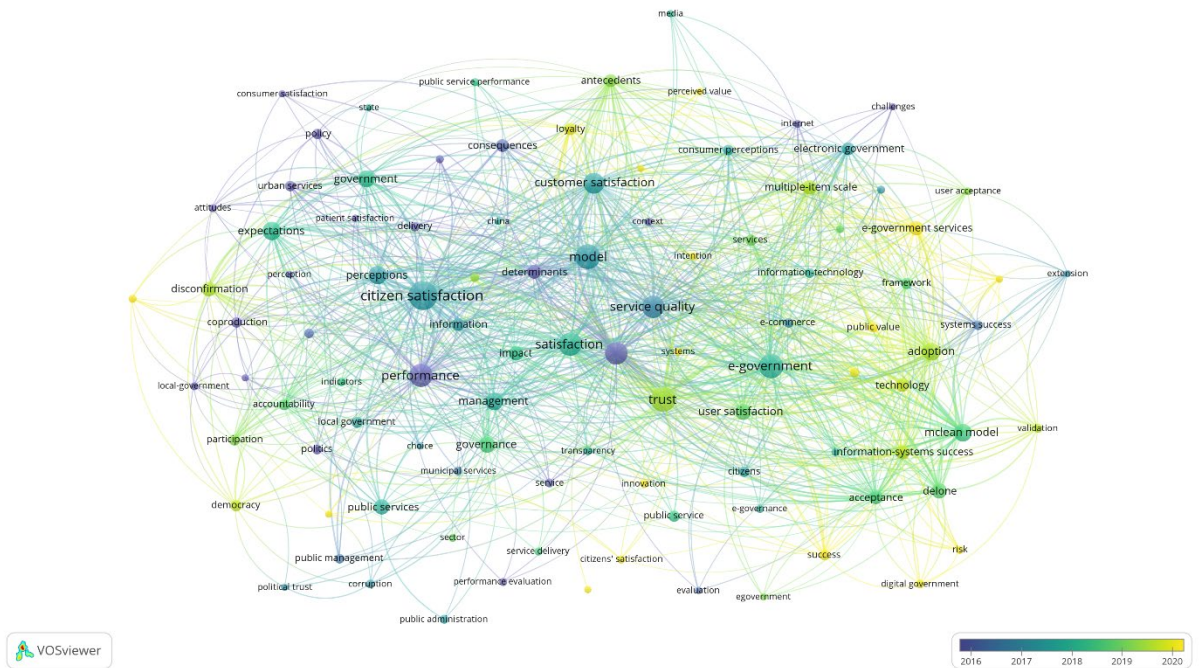 media
antecedents
public service performance
perceived value
consumer satisfaction
state
challenges
internet
loyalty
policy
consequences
consumer perceptions
electronic government
government
customer satisfaction
urban services
multiple-item scale
user acceptance
attitudes
patient satisfaction
delivery
china
context
e-government services
expectations
services
model
intention
perception
perceptions
determinants
information-technology
extension
disconfirmation
framework
citizen satisfaction
service quality
coproduction
information
e-commerce
public value
systems success
satisfaction
impact
systems
adoption
e-government
performance
indicators
local-government
technology
trust
management
accountability
user satisfaction
local government
validation
mclean model
participation
politics
choice
governance
transparency
information-systems success
municipal services
citizens
service
innovation
delone
acceptance
democracy
public services
e-governance
public service
sector
service delivery
risk
success
public management
citizens' satisfaction
political trust
corruption
performance evaluation
digital government
evaluation
egovernment
public administration
VOSviewer
2016 2017 2018 2019 2020